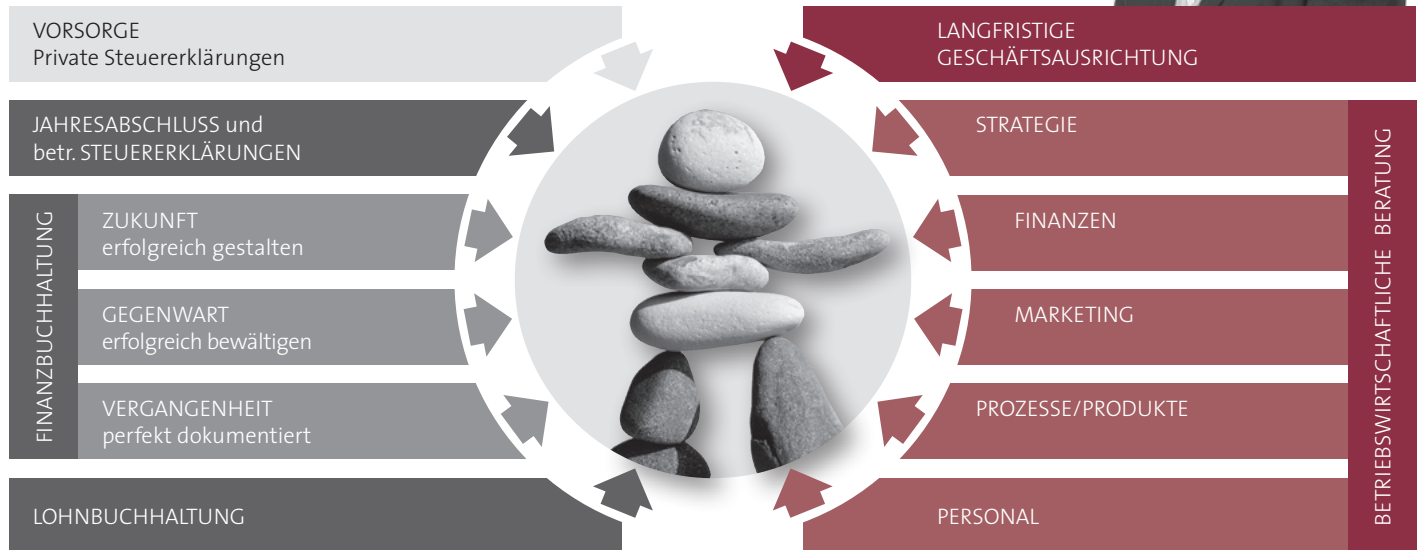 VORSORGE
Private Steuererklärungen
JAHRESABSCHLUSS und
betr. STEUERERKLÄRUNGEN
FINANZBUCHHALTUNG
ZUKUNFT
erfolgreich gestalten
GEGENWART
erfolgreich bewältigen
VERGANGENHEIT
perfekt dokumentiert
LOHNBUCHHALTUNG
LANGFRISTIGE
GESCHÄFTSAUSRICHTUNG
STRATEGIE
FINANZEN
MARKETING
PROZESSE/PRODUKTE
PERSONAL
BETRIEBSWIRTSCHAFTLICHE BERATUNG